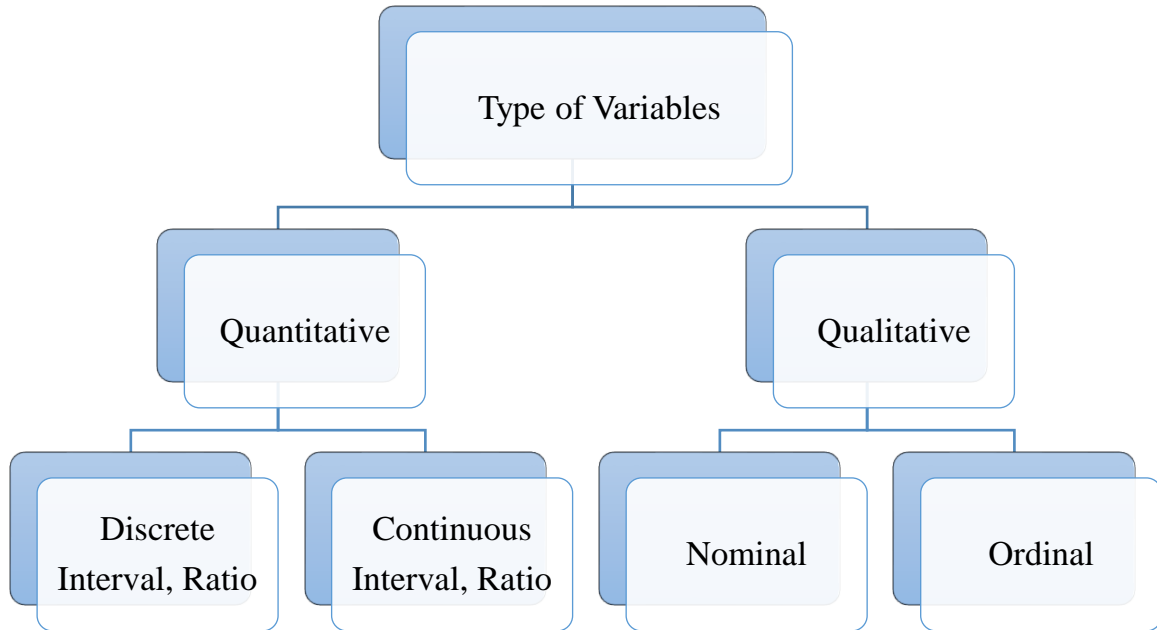 Type of Variables
Quantitative
Qualitative
Discrete
Interval, Ratio
Continuous
Interval, Ratio
Nominal
Ordinal